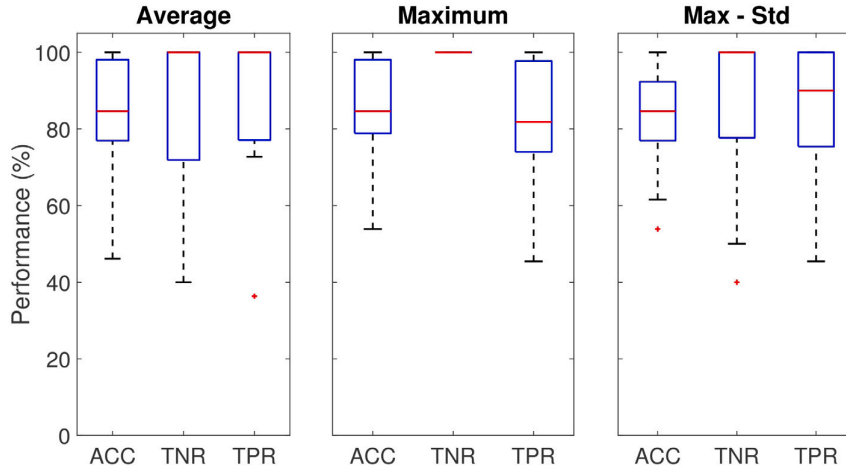 Average Maximum Max - Std
Performance (%)
100
80
60
40
20
0
ACC TNR TPR ACC TNR TPR ACC TNR TPR